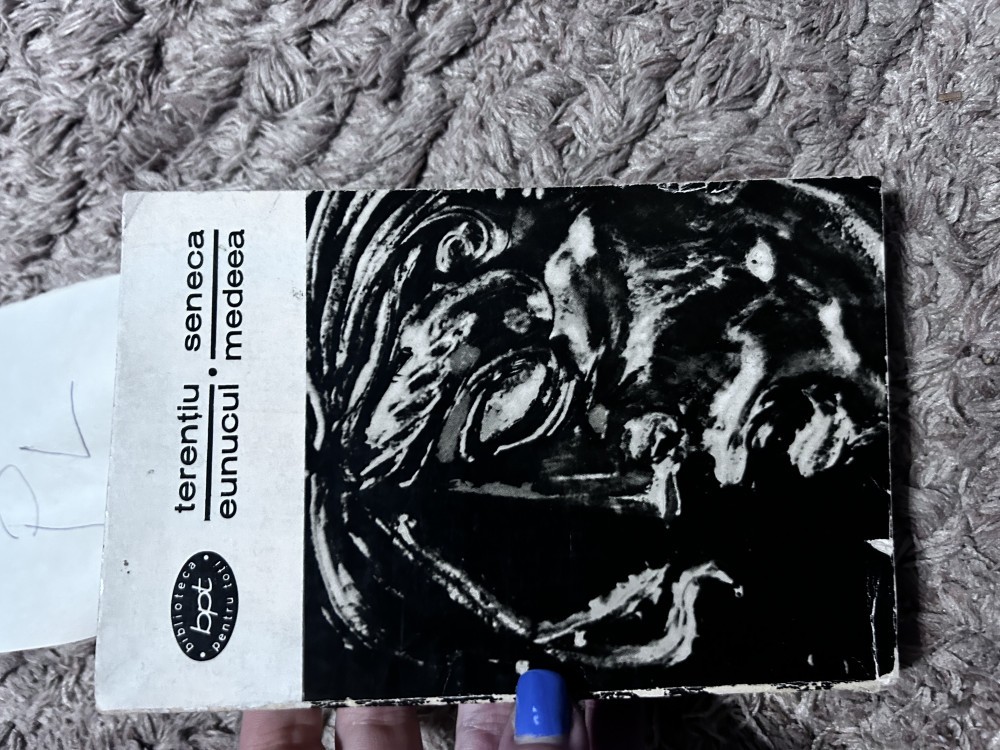 terențiu seneca
eunucul • medeea
biblioteca
bpt
pentru toți